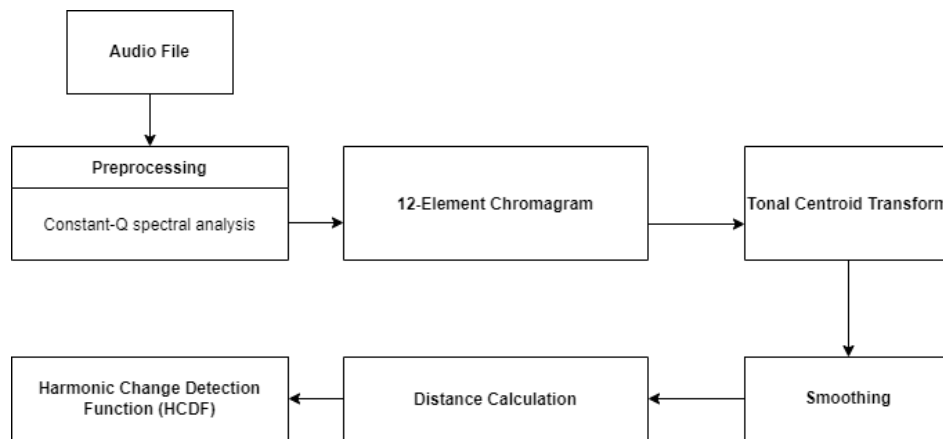 Audio File
Preprocessing
Constant-Q spectral analysis
12-Element Chromagram
Tonal Centroid Transform
Smoothing
Distance Calculation
Harmonic Change Detection
Function (HCDF)